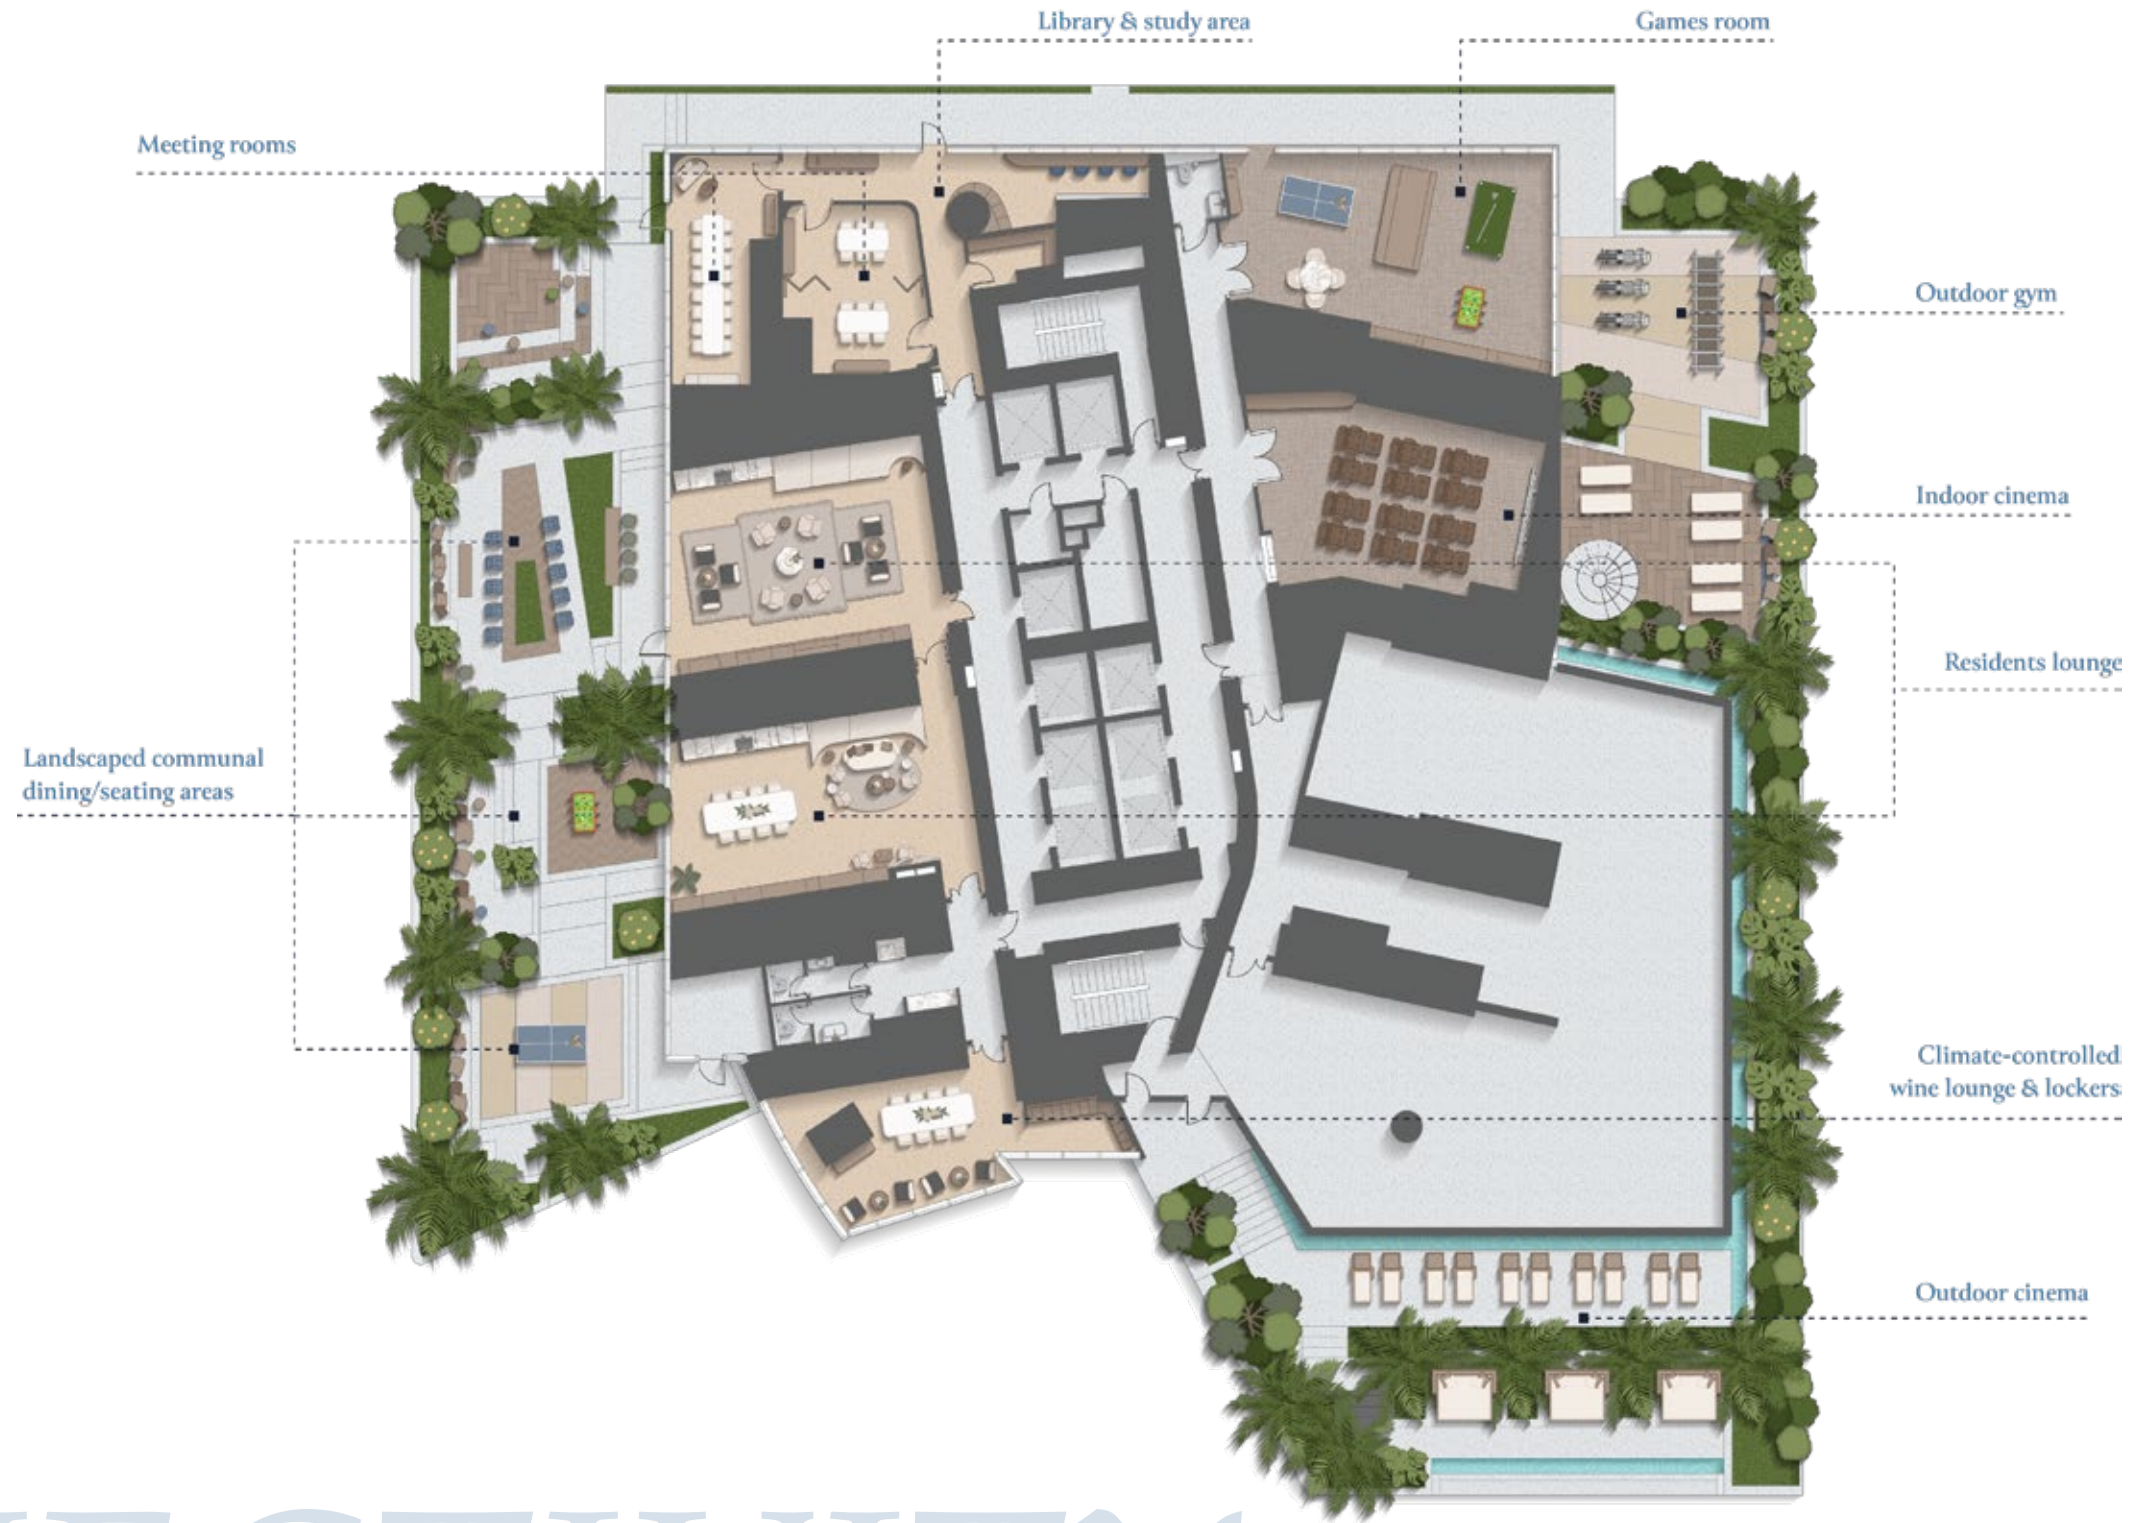 Library & study area
Games room
Meeting rooms
Outdoor gym
Indoor cinema
Residents lounge
Landscaped communal
dining/seating areas
Climate-controlled
wine lounge & lockers
Outdoor cinema